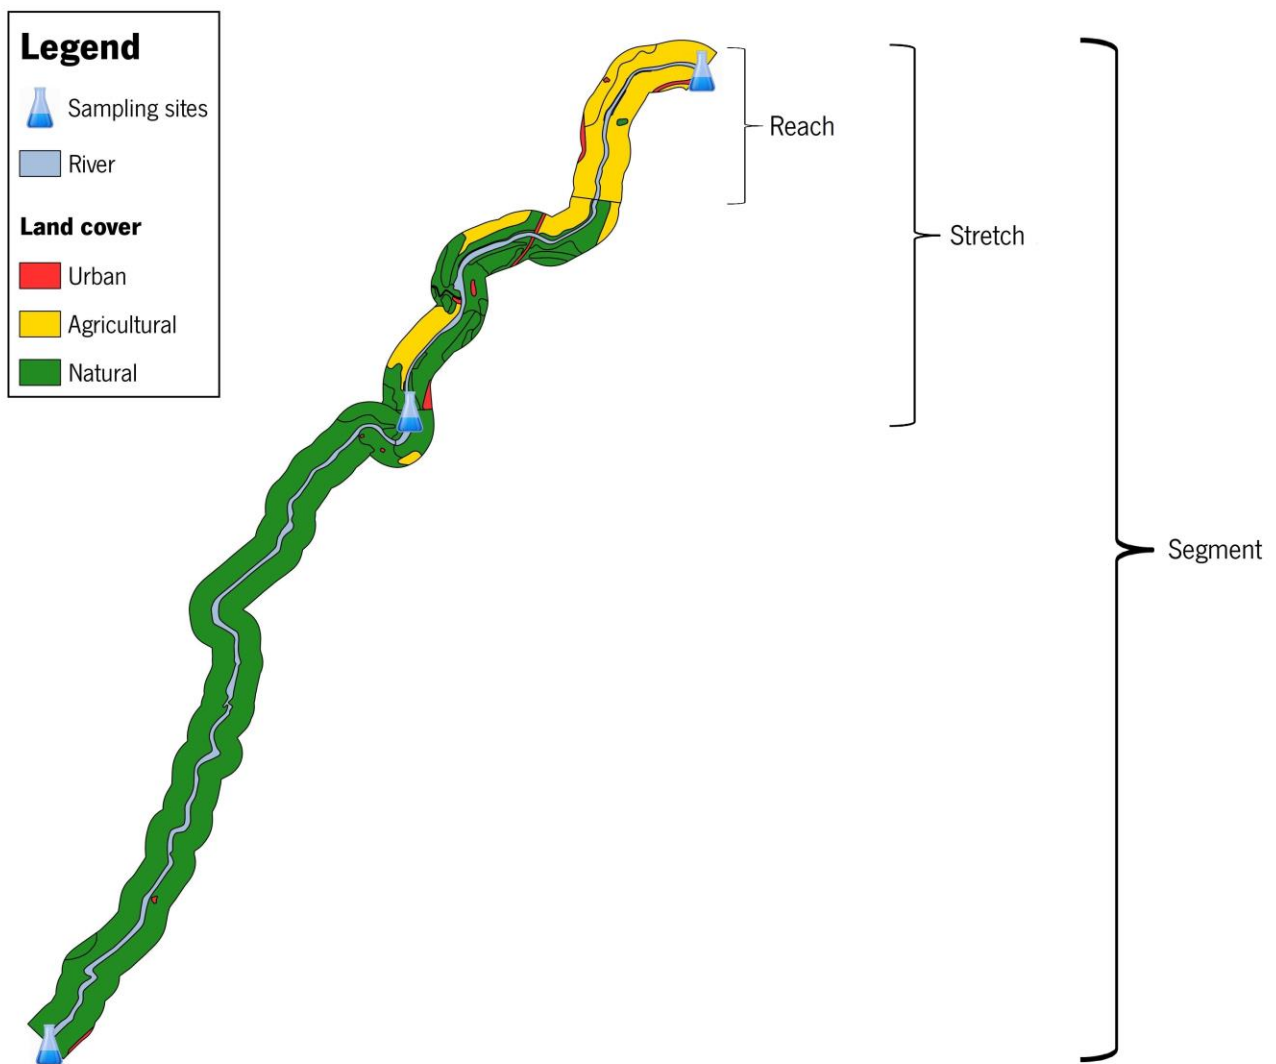 Legend
Sampling sites
River
Land cover
Urban
Agricultural
Natural
Reach
Stretch
Segment